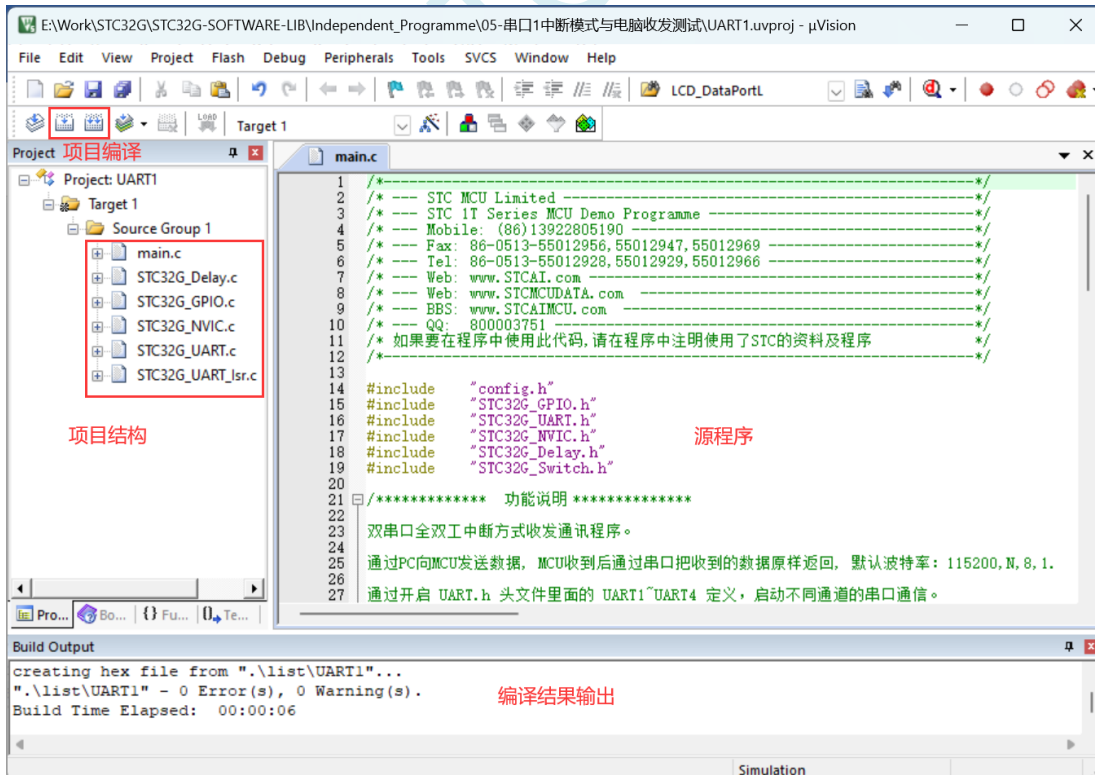 E:\Work\STC32G\STC32G-SOFTWARE-LIB\Independent_Programme\05-串口1中断模式与电脑收发测试\UART1.uvproj - µVision
File Edit View Project Flash Debug Peripherals Tools SVCS Window Help
LCD_DataPortL
LOAD Target 1
Project 项目编译
main.c
Project: UART1
Target 1
Source Group 1
main.c
STC32G_Delay.c
STC32G_GPIO.c
STC32G_NVIC.c
STC32G_UART.c
STC32G_UART_Isr.c
项目结构
1 /*---------------------------------------------------------------------*/
2 /* --- STC MCU Limited ------------------------------------------------*/
3 /* --- STC 1T Series MCU Demo Programme -------------------------------*/
4 /* --- Mobile: (86)13922805190 ----------------------------------------*/
5 /* --- Fax: 86-0513-55012956,55012947,55012969 ------------------------*/
6 /* --- Tel: 86-0513-55012928,55012929,55012966 ------------------------*/
7 /* --- Web: www.STCAI.com ---------------------------------------------*/
8 /* --- Web: www.STCMCUDATA.com ---------------------------------------*/
9 /* --- BBS: www.STCAIMCU.com -----------------------------------------*/
10 /* --- QQ: 800003751 -------------------------------------------------*/
11 /* 如果要在程序中使用此代码,请在程序中注明使用了STC的资料及程序 */
12 /*---------------------------------------------------------------------*/
13
14 #include "config.h"
15 #include "STC32G_GPIO.h"
16 #include "STC32G_UART.h"
17 #include "STC32G_NVIC.h"
18 #include "STC32G_Delay.h"
19 #include "STC32G_Switch.h"
源程序
20
21 /************* 功能说明 **************
22
23 双串口全双工中断方式收发通讯程序。
24
25 通过PC向MCU发送数据, MCU收到后通过串口把收到的数据原样返回, 默认波特率：115200,N,8,1.
26
27 通过开启 UART.h 头文件里面的 UART1~UART4 定义，启动不同通道的串口通信。
Pro... Bo... {} Fu... Te...
Build Output
creating hex file from ".\list\UART1"...
".\list\UART1" - 0 Error(s), 0 Warning(s).
Build Time Elapsed: 00:00:06
编译结果输出
Simulation